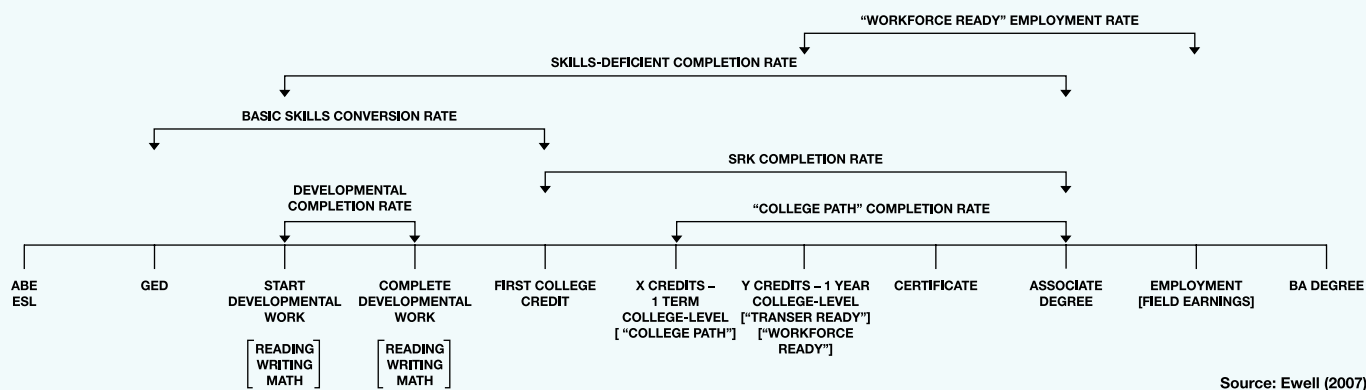 “WORKFORCE READY” EMPLOYMENT RATE
SKILLS-DEFICIENT COMPLETION RATE
BASIC SKILLS CONVERSION RATE
SRK COMPLETION RATE
DEVELOPMENTAL
COMPLETION RATE
“COLLEGE PATH” COMPLETION RATE
ABE
ESL
GED
START
DEVELOPMENTAL
WORK
[READING
WRITING
MATH]
COMPLETE
DEVELOPMENTAL
WORK
[READING
WRITING
MATH]
FIRST COLLEGE
CREDIT
X CREDITS –
1 TERM
COLLEGE-LEVEL
[ “COLLEGE PATH”]
Y CREDITS – 1 YEAR
COLLEGE-LEVEL
[“TRANSER READY”]
[“WORKFORCE
READY”]
CERTIFICATE
ASSOCIATE
DEGREE
EMPLOYMENT
[FIELD EARNINGS]
BA DEGREE
Source: Ewell (2007)